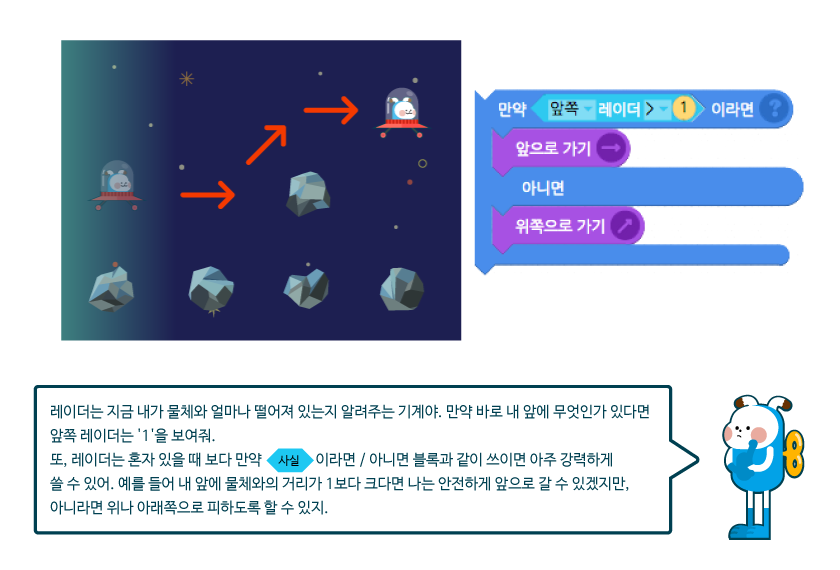 만약 앞쪽 레이더 > 1 이라면
앞으로 가기
아니면
위쪽으로 가기
레이더는 지금 내가 물체와 얼마나 떨어져 있는지 알려주는 기계야. 만약 바로 내 앞에 무엇인가 있다면
앞쪽 레이더는 '1'을 보여줘.
또, 레이더는 혼자 있을 때 보다 만약 사실 이라면 / 아니면 블록과 같이 쓰이면 아주 강력하게
쓸 수 있어. 예를 들어 내 앞에 물체와의 거리가 1보다 크다면 나는 안전하게 앞으로 갈 수 있겠지만,
아니라면 위나 아래쪽으로 피하도록 할 수 있지.